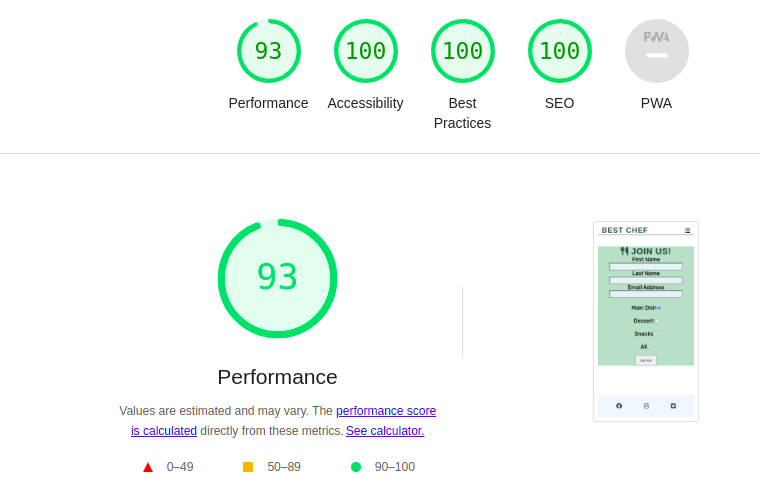 93 100 100 100 PWA
Performance Accessibility Best Practices SEO PWA
93
Performance
Values are estimated and may vary. The performance score
is calculated directly from these metrics. See calculator.
0–49 50–89 90–100
BEST CHEF
JOIN US!
First Name
Last Name
Email Address
Main Dish
Dessert
Snacks
All